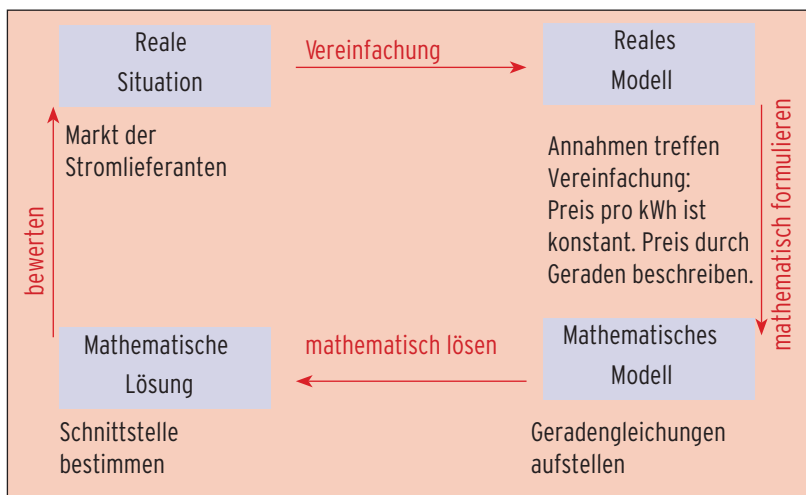 Reale
Situation
Vereinfachung
Reales
Modell
Markt der
Stromlieferanten
Annahmen treffen
Vereinfachung:
Preis pro kWh ist
konstant. Preis durch
Geraden beschreiben.
mathematisch formulieren
Mathematisches
Modell
Geradengleichungen
aufstellen
mathematisch lösen
Mathematische
Lösung
Schnittstelle
bestimmen
bewerten